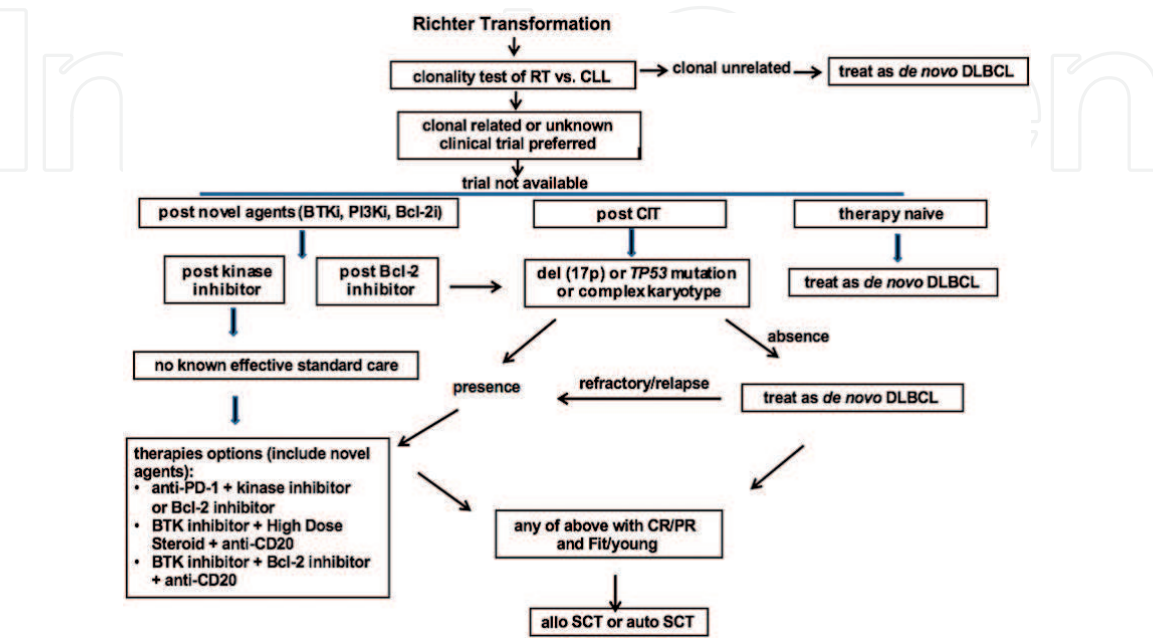 Richter Transformation
clonality test of RT vs. CLL
clonal unrelated
treat as de novo DLBCL
clonal related or unknown
clinical trial preferred
trial not available
post novel agents (BTKi, PI3Ki, Bcl-2i)
post CIT
therapy naive
post kinase
inhibitor
post Bcl-2
inhibitor
del (17p) or TP53 mutation
or complex karyotype
treat as de novo DLBCL
absence
no known effective standard care
presence
refractory/relapse
treat as de novo DLBCL
therapies options (include novel
agents):
• anti-PD-1 + kinase inhibitor
or Bcl-2 inhibitor
• BTK inhibitor + High Dose
Steroid + anti-CD20
• BTK inhibitor + Bcl-2 inhibitor
+ anti-CD20
any of above with CR/PR
and Fit/young
allo SCT or auto SCT